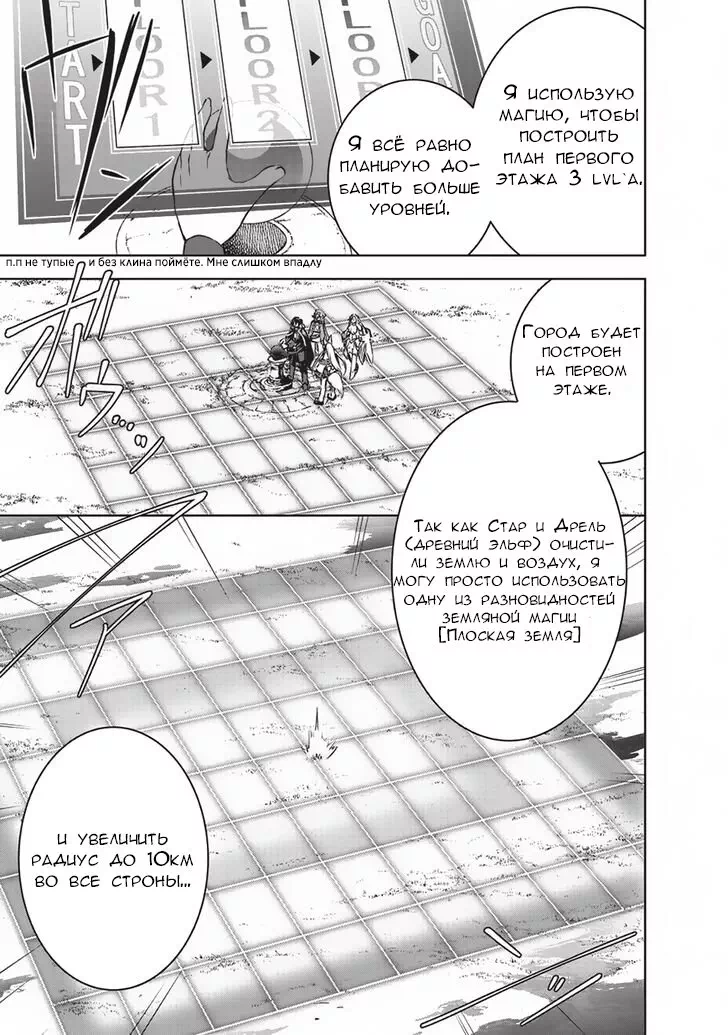 START
FLOOR 1
FLOOR 2
FLOOR
GOA
Я ИСПОЛЬЗУЮ
МАГИЮ, ЧТОБЫ
ПОСТРОИТЬ
ПЛАН ПЕРВОГО
ЭТАЖА 3 LVL`А.
Я ВСЁ РАВНО
ПЛАНИРУЮ ДО-
БАВИТЬ БОЛЬШЕ
УРОВНЕЙ.
п.п не тупые и без клина поймёте. Мне слишком впадлу
ГОРОД БУДЕТ
ПОСТРОЕН
НА ПЕРВОМ
ЭТАЖЕ.
ТАК КАК СТАР И ДРЕЛЬ
(ДРЕВНИЙ ЭЛЬФ) ОЧИСТИ-
ЛИ ЗЕМЛЮ И ВОЗДУХ, Я
МОГУ ПРОСТО ИСПОЛЬЗОВАТЬ
ОДНУ ИЗ РАЗНОВИДНОСТЕЙ
ЗЕМЛЯНОЙ МАГИИ
[ПЛОСКАЯ ЗЕМЛЯ]
И УВЕЛИЧИТЬ
РАДИУС ДО 10КМ
ВО ВСЕ СТРОНЫ...